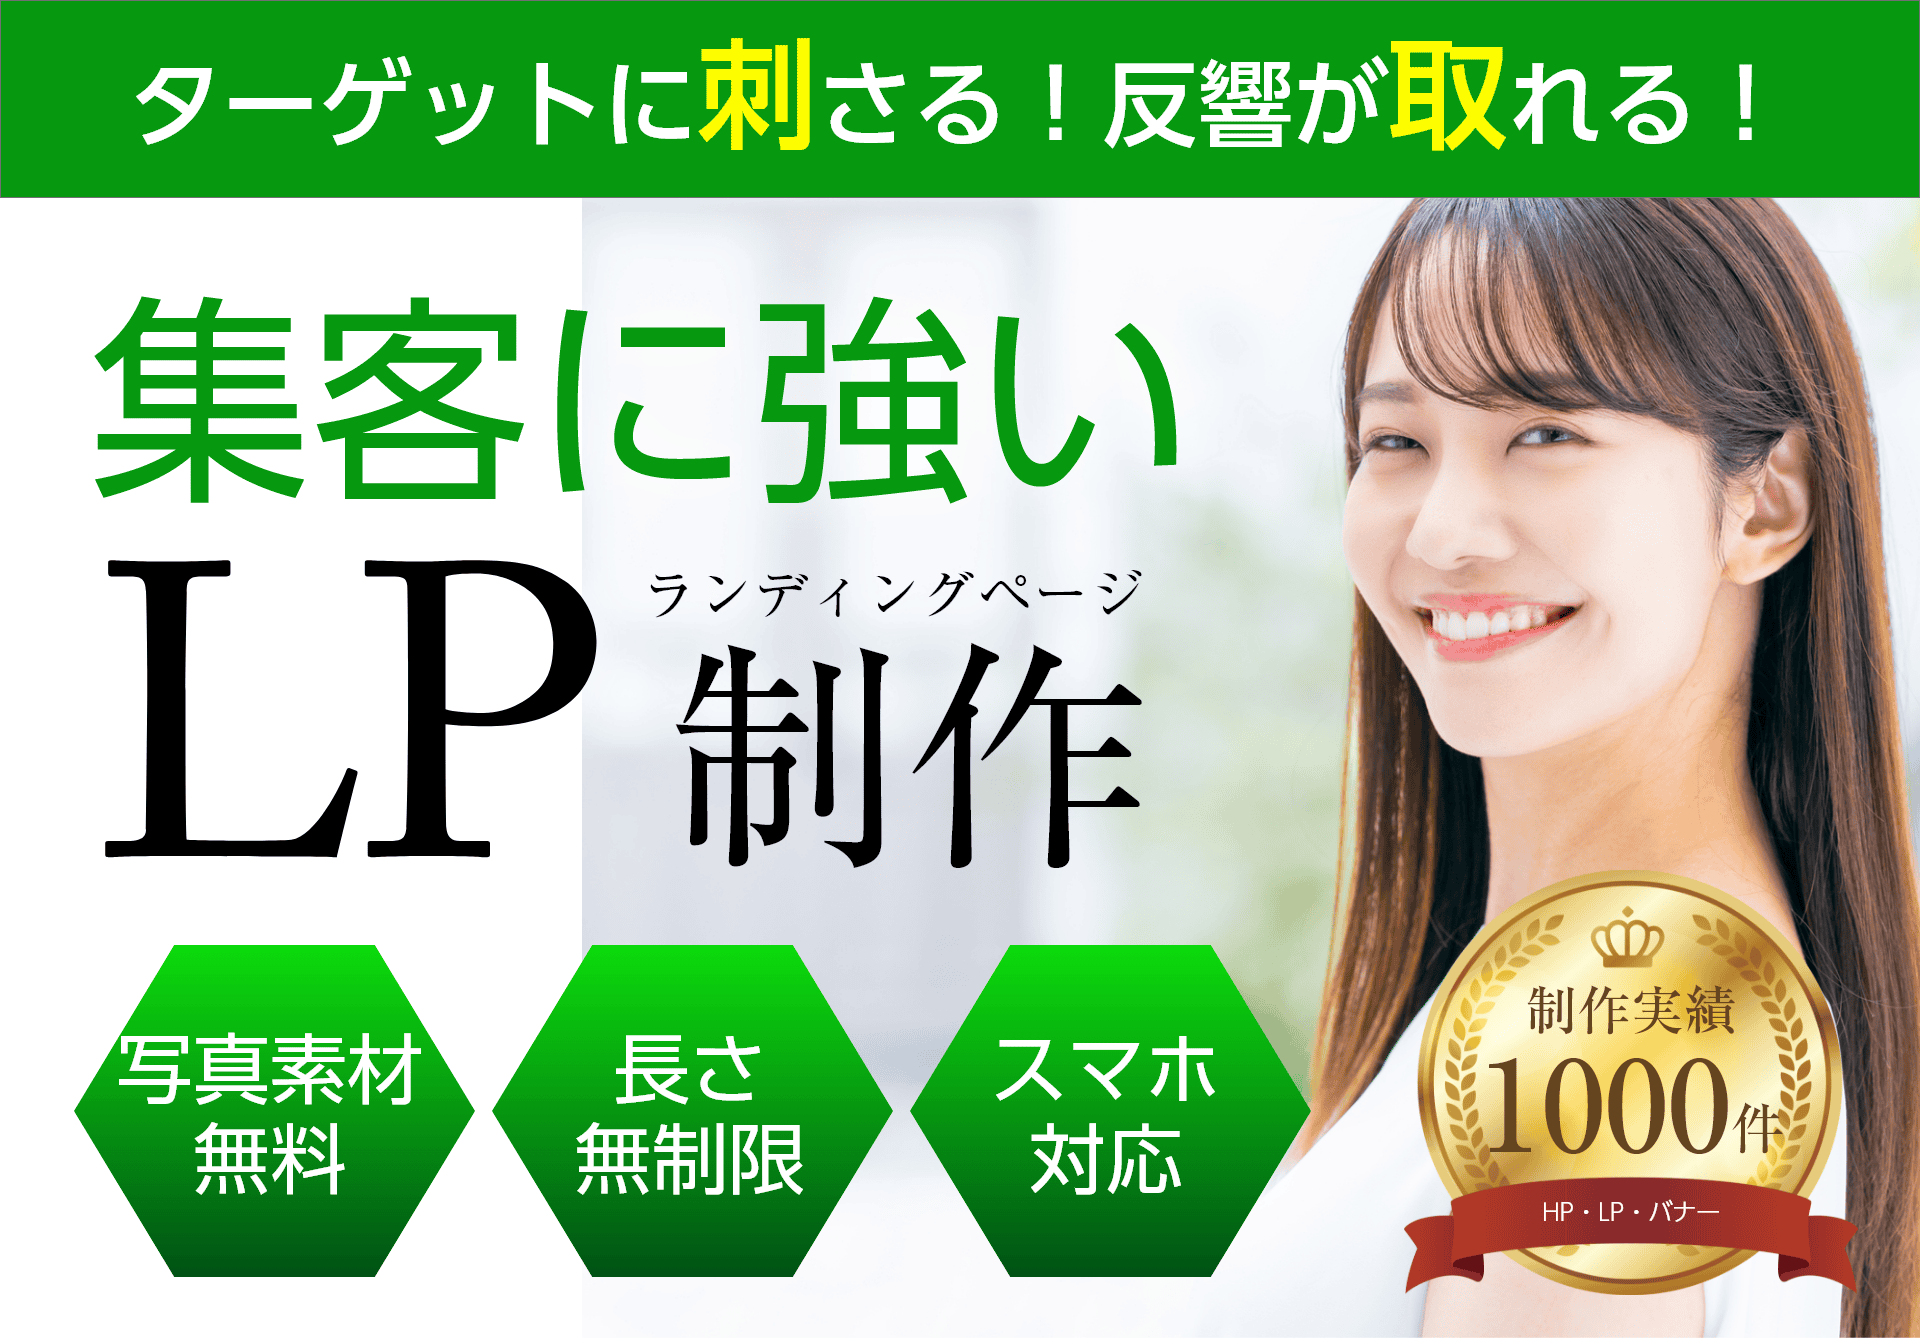 ターゲットに刺さる！反響が取れる！
集客に強い
ランディングページ
LP制作
写真素材
無料
長さ
無制限
スマホ
対応
制作実績
1000件
HP・LP・バナー